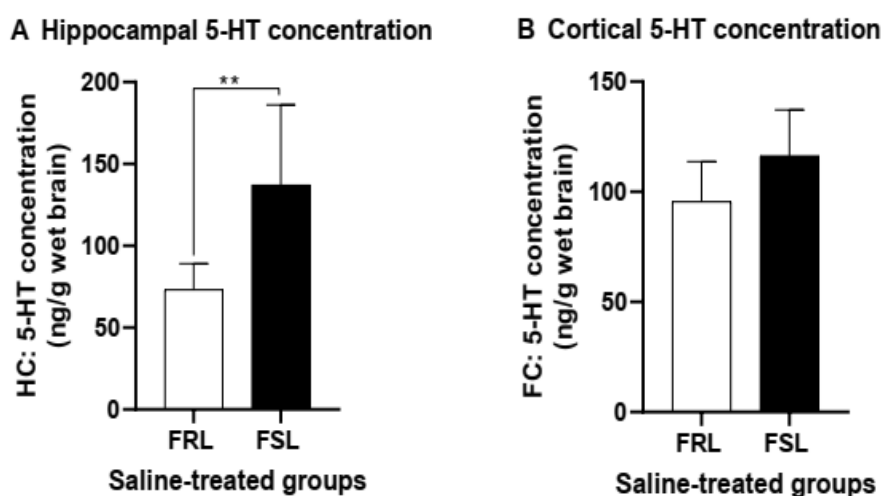 A Hippocampal 5-HT concentration
HC: 5-HT concentration
(ng/g wet brain)
200
150
100
50
0
**
FRL
FSL
Saline-treated groups
B Cortical 5-HT concentration
FC: 5-HT concentration
(ng/g wet brain)
150
100
50
0
FRL
FSL
Saline-treated groups